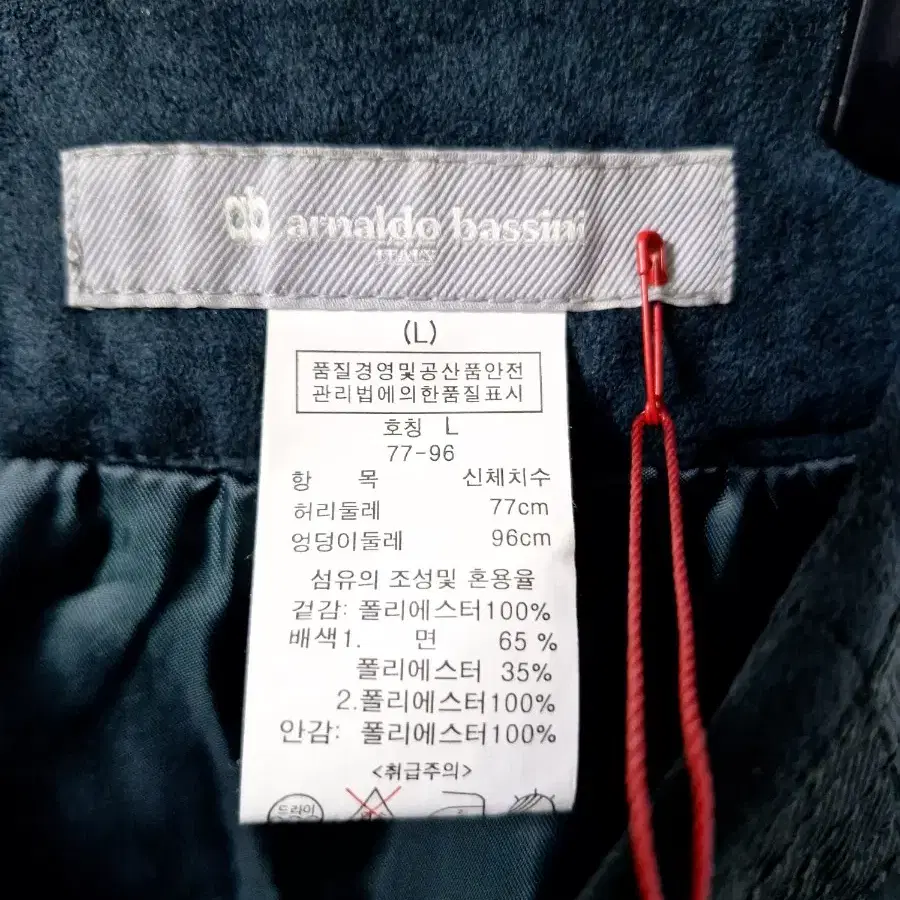 ab arnaldo bassini
ITALY
(L)
품질경영및공산품안전
관리법에의한품질표시
호칭 L
77-96
항 목 신체치수
허리둘레 77cm
엉덩이둘레 96cm
섬유의 조성및 혼용율
겉감: 폴리에스터100%
배색1. 면 65 %
폴리에스터 35%
2.폴리에스터100%
안감: 폴리에스터100%
<취급주의>
드라이